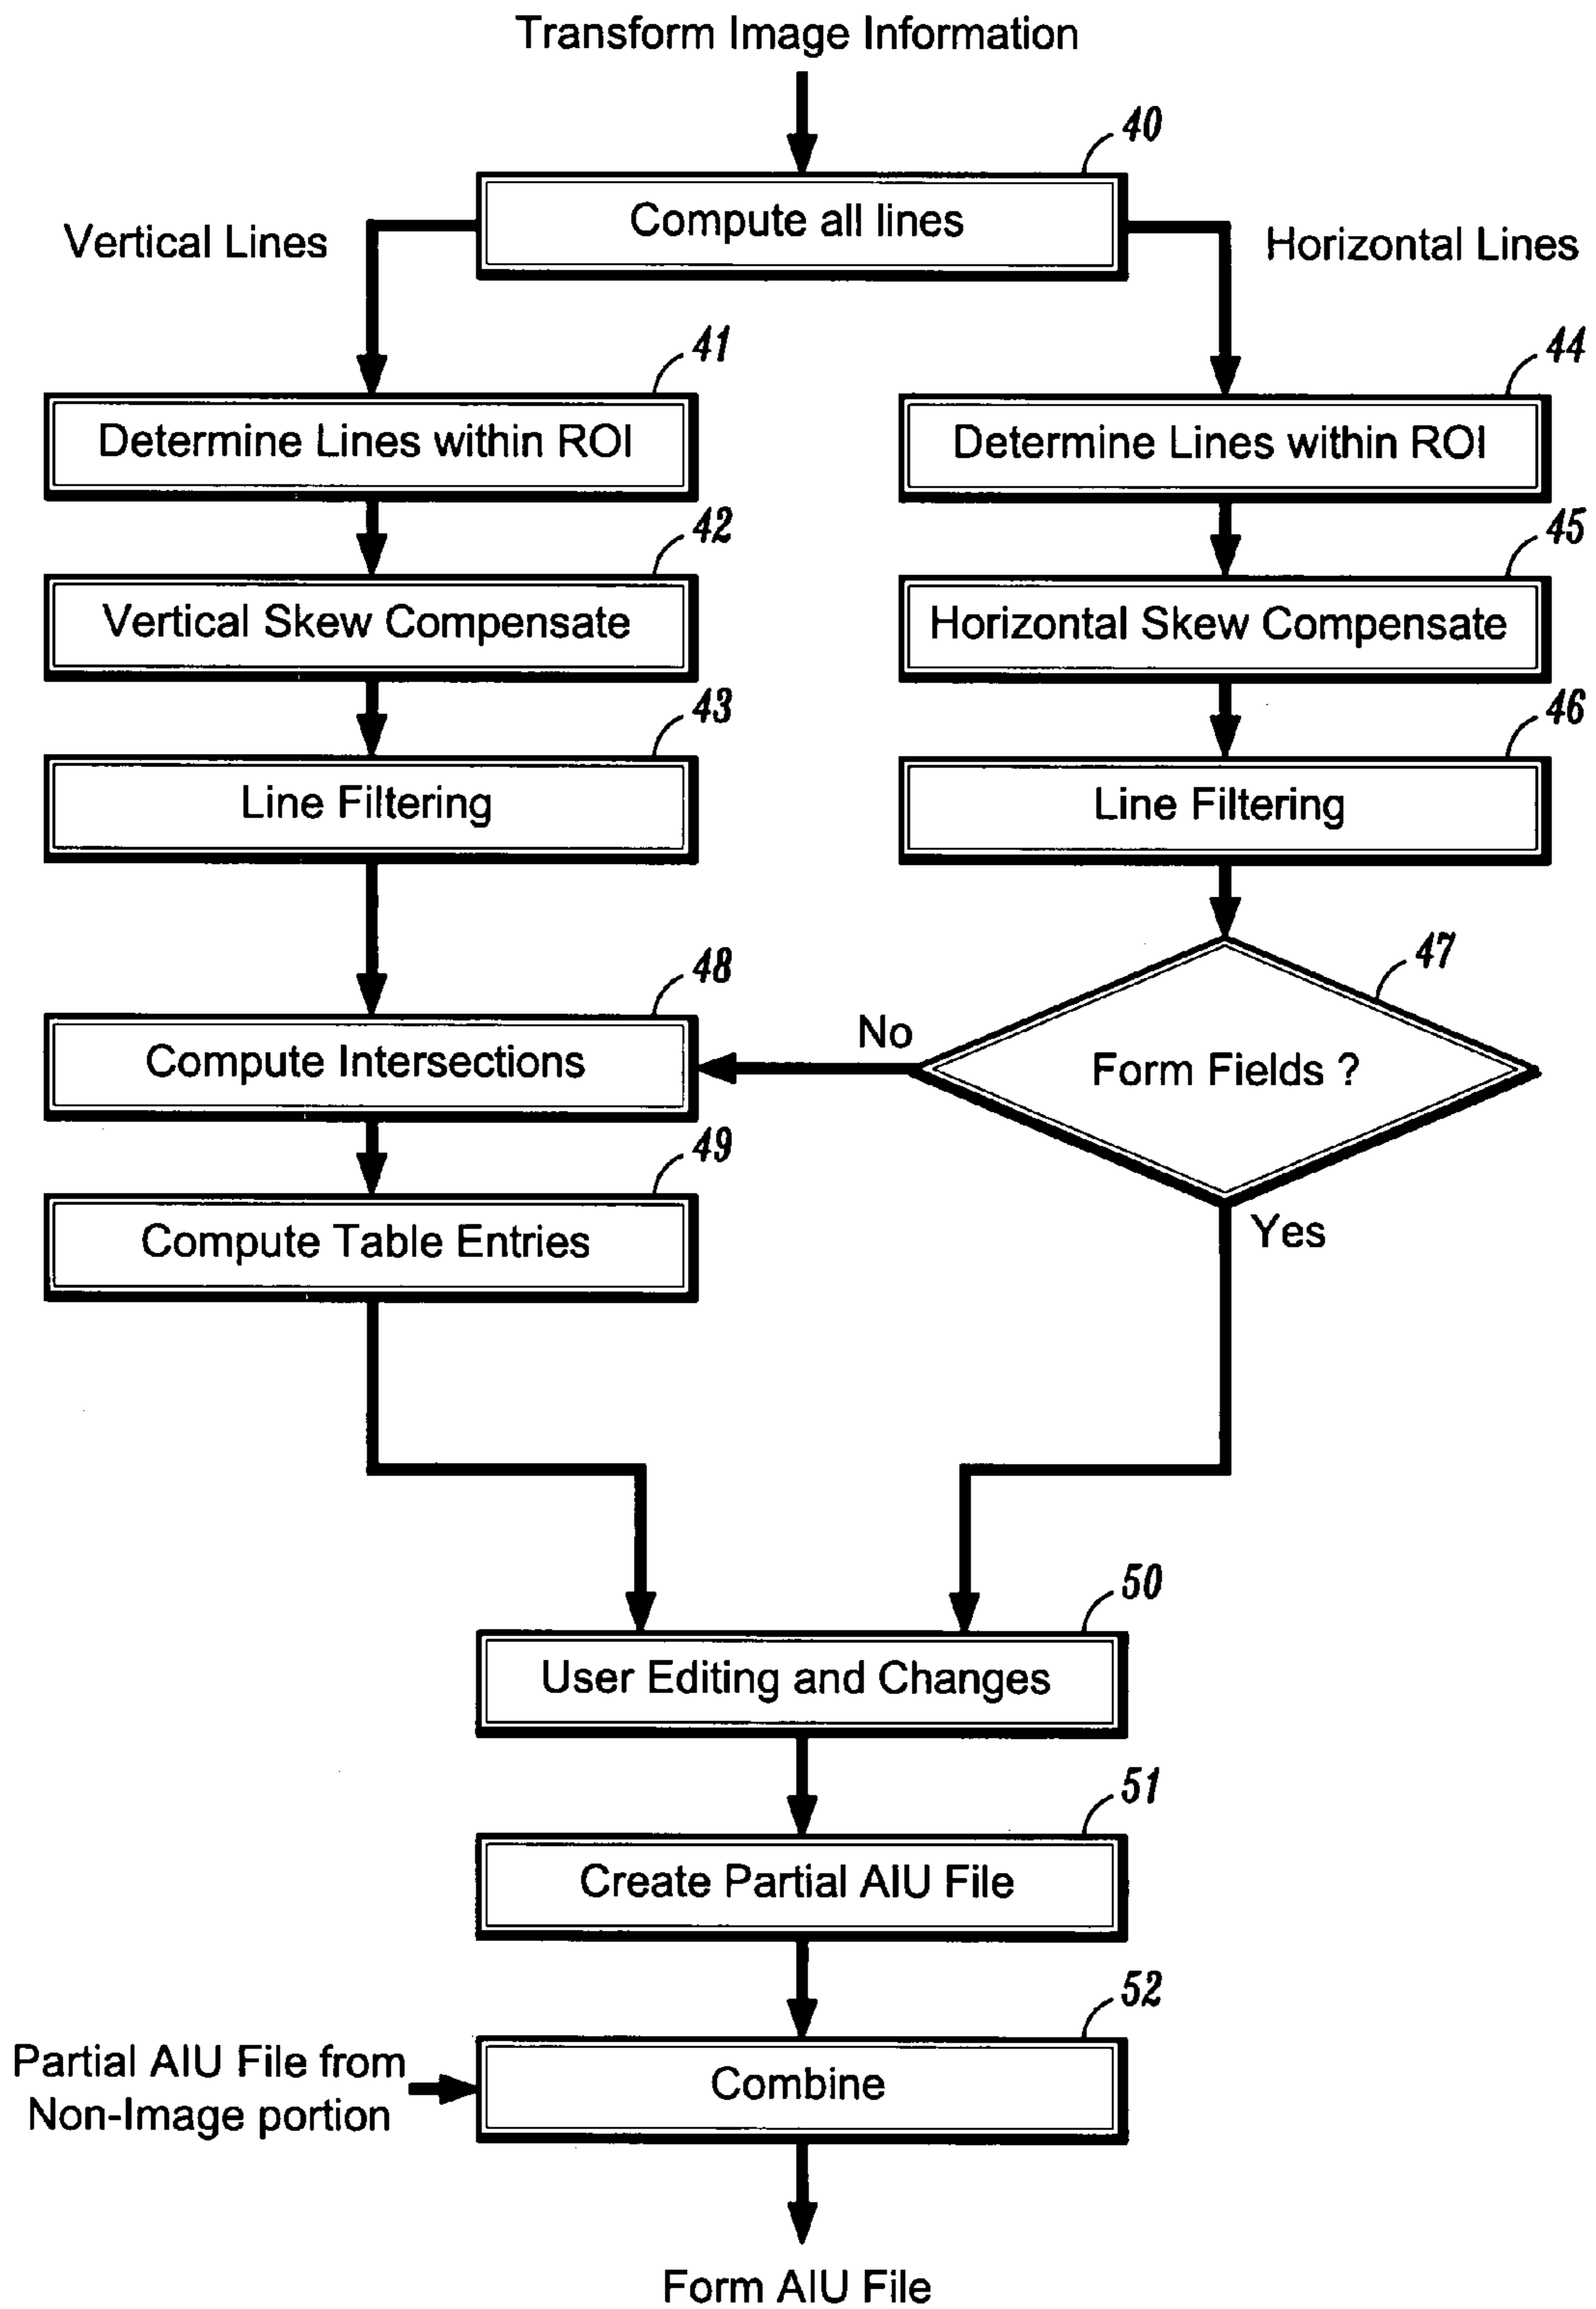 Transform Image Information
40
Compute all lines
Vertical Lines
Horizontal Lines
41
Determine Lines within ROI
44
Determine Lines within ROI
42
Vertical Skew Compensate
45
Horizontal Skew Compensate
43
Line Filtering
46
Line Filtering
47
Form Fields ?
No
Yes
48
Compute Intersections
49
Compute Table Entries
50
User Editing and Changes
51
Create Partial AIU File
52
Combine
Partial AIU File from
Non-Image portion
Form AIU File